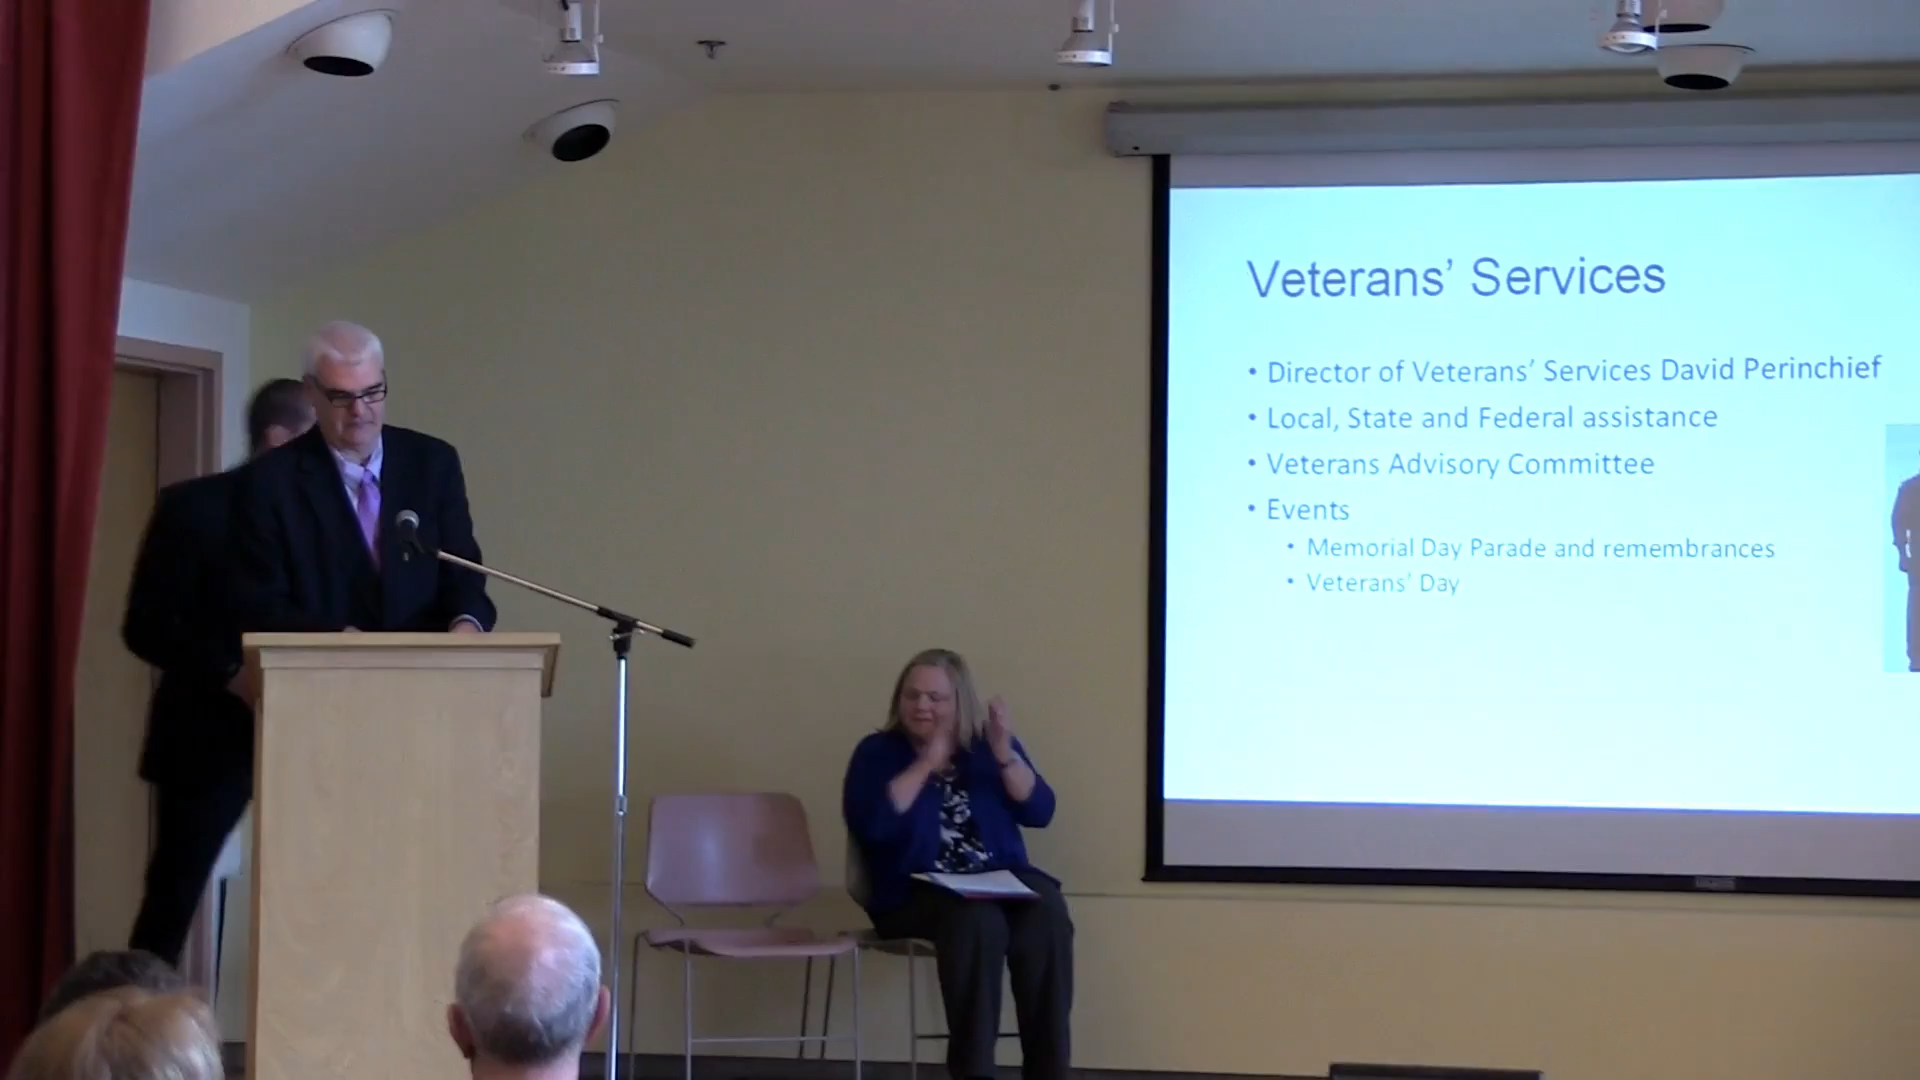 Veterans’ Services
• Director of Veterans’ Services David Perinchief
• Local, State and Federal assistance
• Veterans Advisory Committee
• Events
• Memorial Day Parade and remembrances
• Veterans’ Day